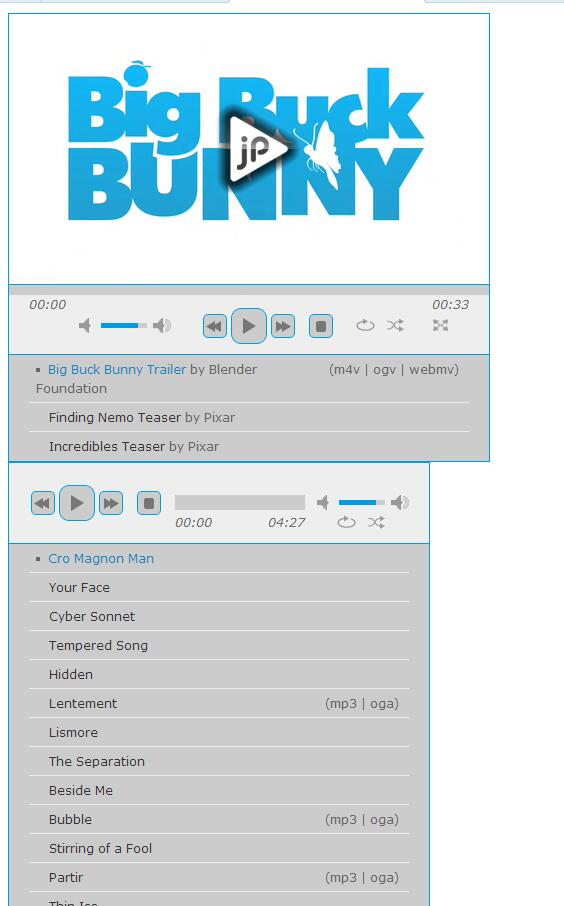 Big Buck
BUNNY
jp
00:00 00:33
Big Buck Bunny Trailer by Blender (m4v | ogv | webmv)
Foundation
Finding Nemo Teaser by Pixar
Incredibles Teaser by Pixar
00:00 04:27
Cro Magnon Man
Your Face
Cyber Sonnet
Tempered Song
Hidden
Lentement (mp3 | oga)
Lismore
The Separation
Beside Me
Bubble (mp3 | oga)
Stirring of a Fool
Partir (mp3 | oga)
Thin Ice